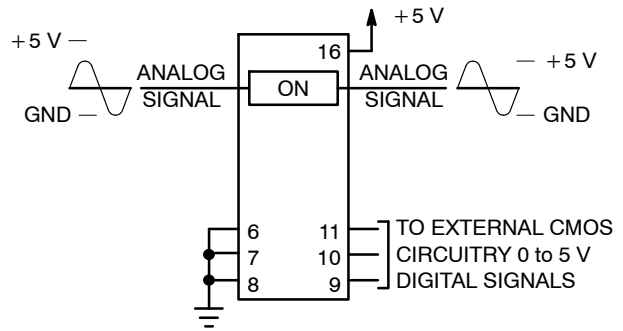 +5 V
16
+5 V —
ANALOG
SIGNAL
ON
ANALOG
SIGNAL
— +5 V
GND —
— GND
6
11
TO EXTERNAL CMOS
7
10
CIRCUITRY 0 to 5 V
8
9
DIGITAL SIGNALS